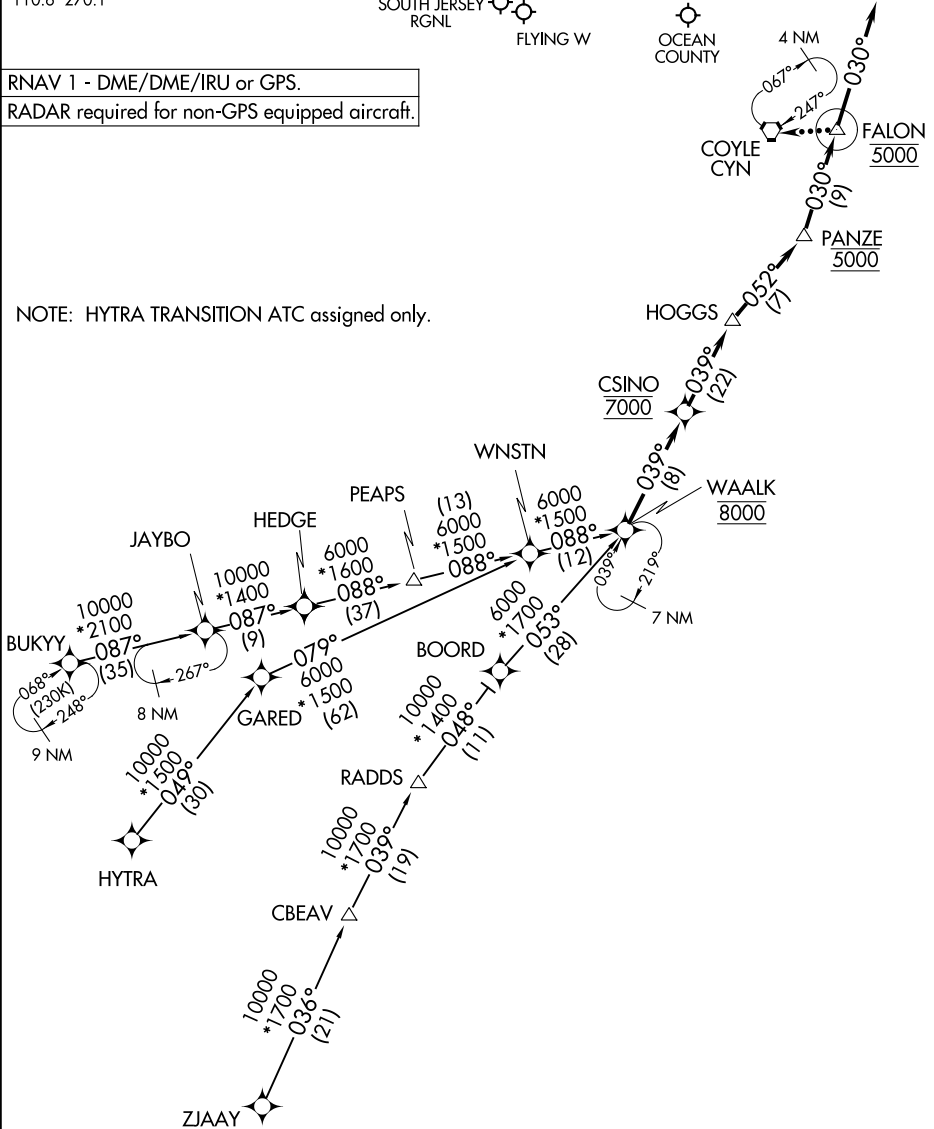 SOUTH JERSEY
RGNL
FLYING W
OCEAN
COUNTY
4 NM
067°
247°
030°
RNAV 1 - DME/DME/IRU or GPS.
RADAR required for non-GPS equipped aircraft.
COYLE
CYN
FALON
5000
030°
(9)
PANZE
5000
052°
(7)
NOTE: HYTRA TRANSITION ATC assigned only.
HOGGS
039°
(22)
CSINO
7000
039°
(8)
WAALK
8000
039°
219°
7 NM
WNSTN
6000
*1500
088°
(12)
PEAPS
(13)
6000
*1500
088°
HEDGE
6000
*1600
088°
(37)
JAYBO
10000
*1400
087°
(9)
267°
8 NM
BUKYY
10000
*2100
087°
(35)
068°
(230K)
248°
9 NM
GARED
079°
6000
*1500
(62)
10000
*1500
049°
(30)
HYTRA
BOORD
6000
*1700
053°
(28)
RADDS
10000
*1400
048°
(11)
CBEAV
10000
*1700
039°
(19)
10000
*1700
036°
(21)
ZJAAY